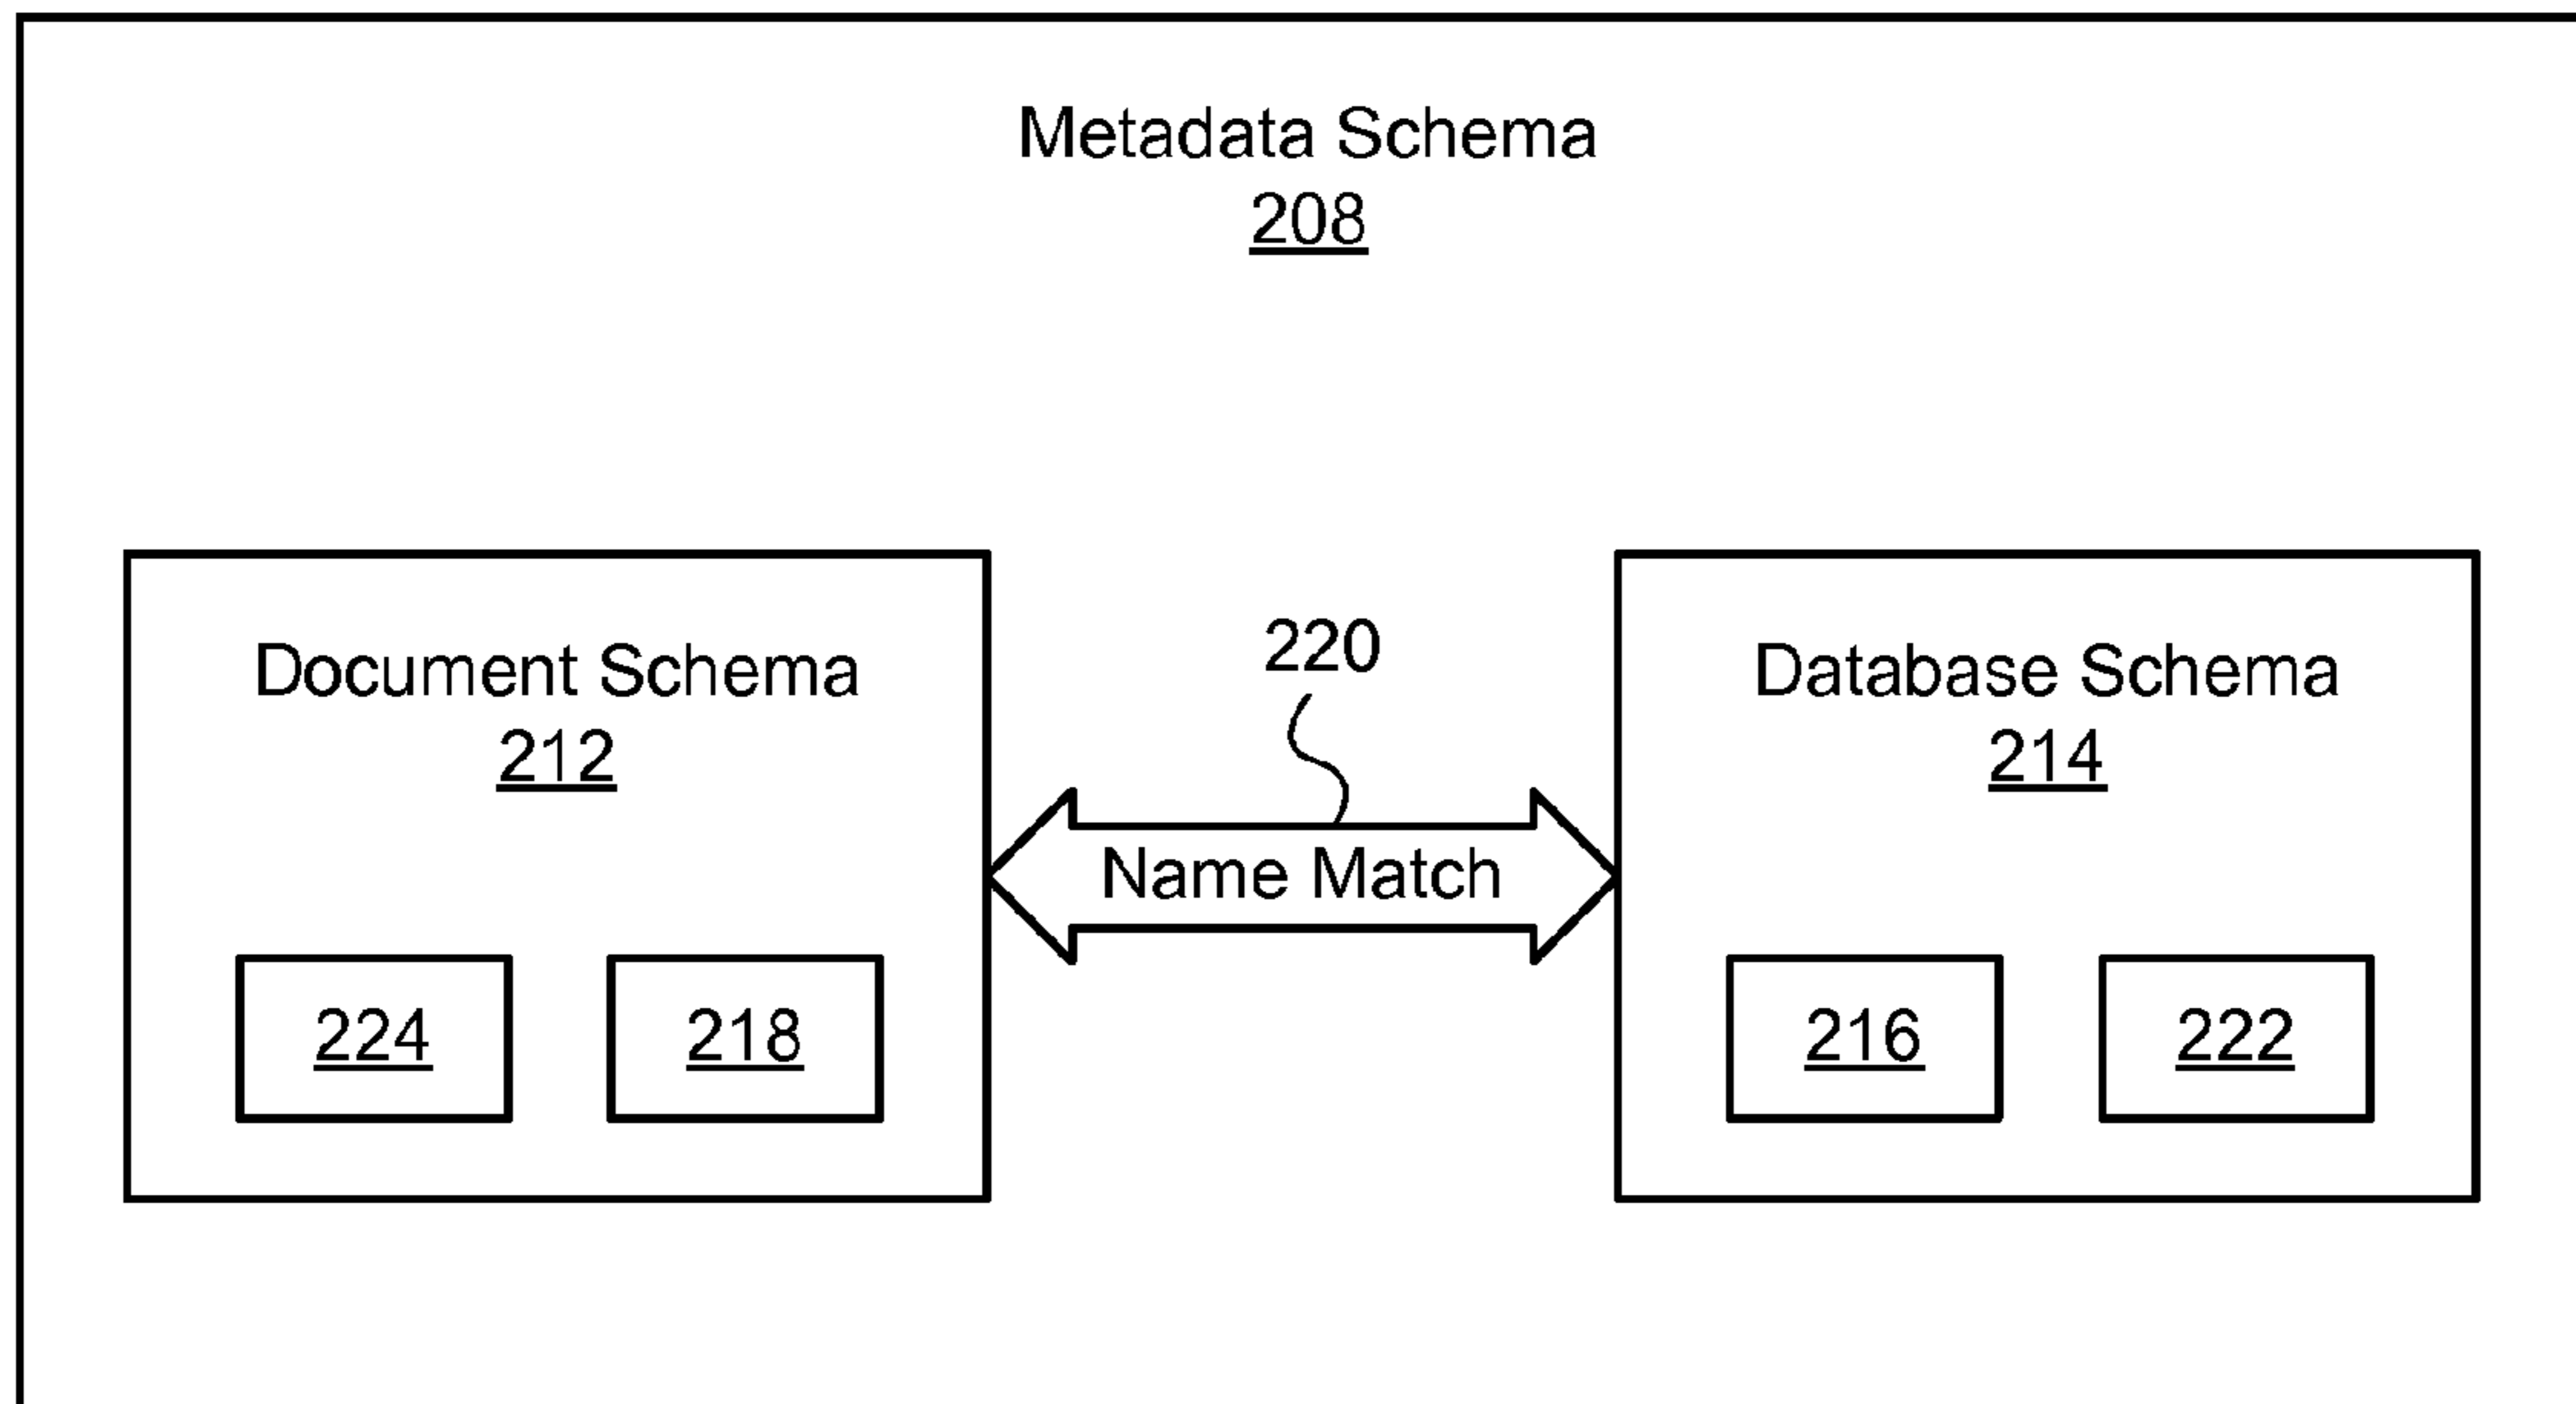 Metadata Schema
208
Document Schema
212
224
218
220
Name Match
Database Schema
214
216
222